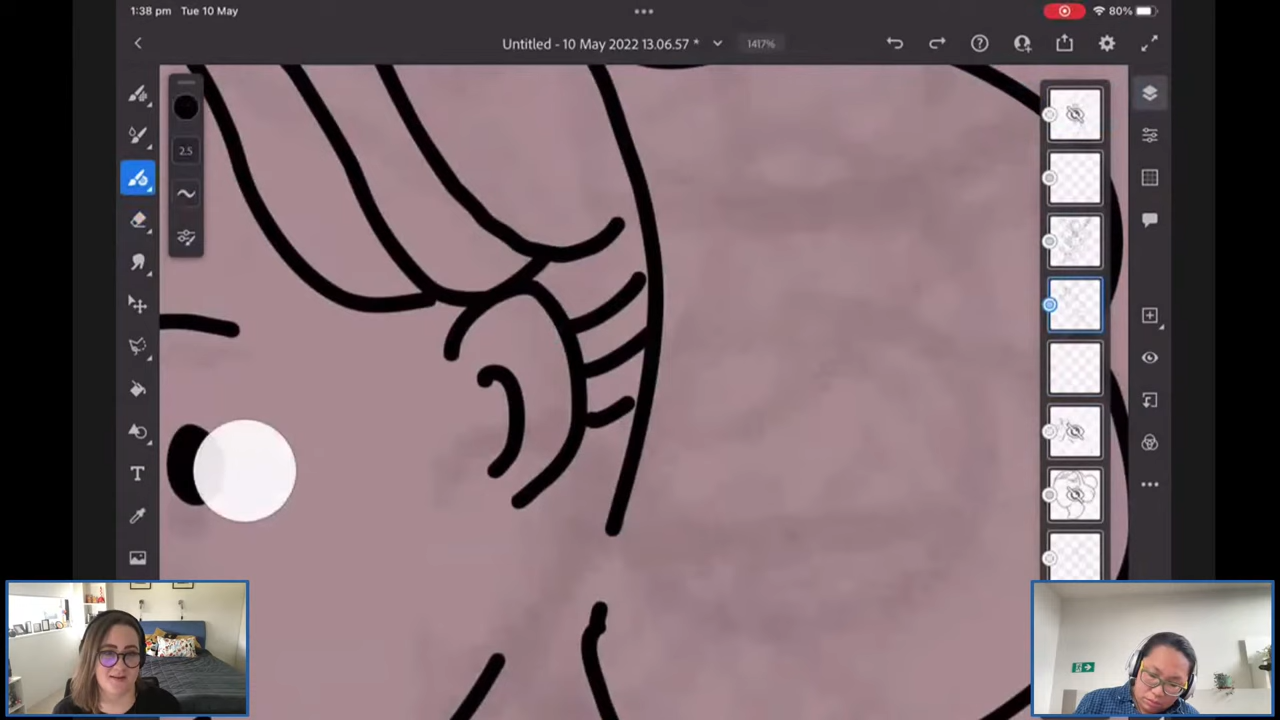 1:38 pm Tue 10 May
80%
Untitled - 10 May 2022 13.06.57 *
1417%
2.5
T